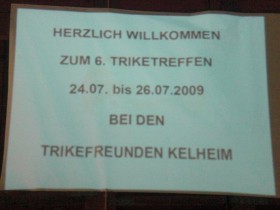 HERZLICH WILLKOMMEN
ZUM 6. TRIKETREFFEN
24.07. bis 26.07.2009
BEI DEN
TRIKEFREUNDEN KELHEIM